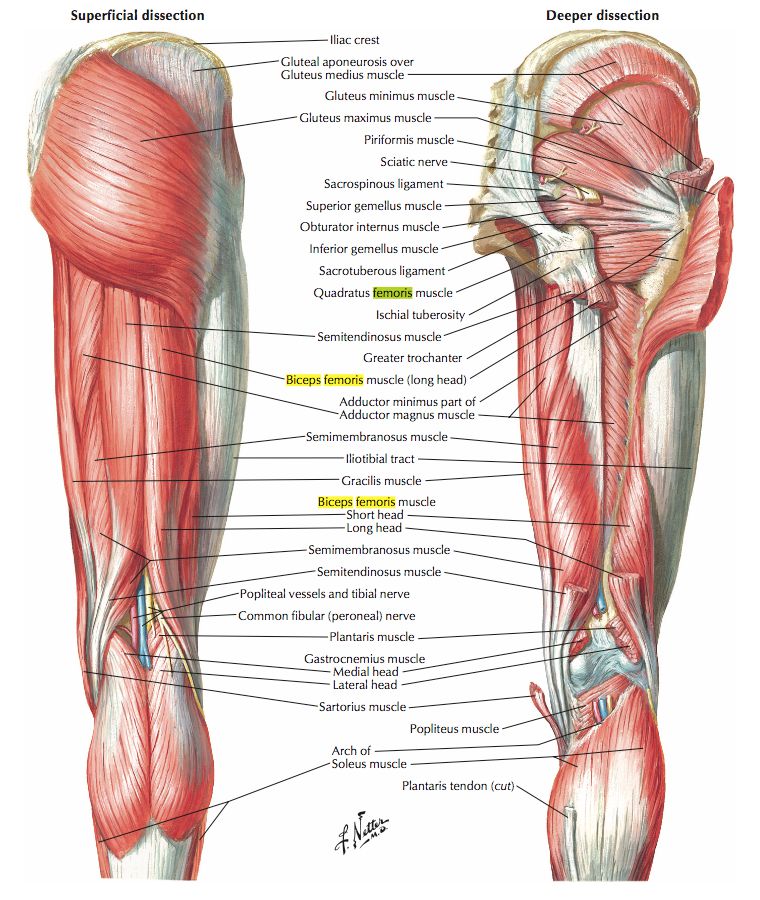 Superficial dissection
Deeper dissection
Iliac crest
Gluteal aponeurosis over
Gluteus medius muscle
Gluteus minimus muscle
Gluteus maximus muscle
Piriformis muscle
Sciatic nerve
Sacrospinous ligament
Superior gemellus muscle
Obturator internus muscle
Inferior gemellus muscle
Sacrotuberous ligament
Quadratus femoris muscle
Ischial tuberosity
Semitendinosus muscle
Greater trochanter
Biceps femoris muscle (long head)
Adductor minimus part of
Adductor magnus muscle
Semimembranosus muscle
Iliotibial tract
Gracilis muscle
Biceps femoris muscle
Short head
Long head
Semimembranosus muscle
Semitendinosus muscle
Popliteal vessels and tibial nerve
Common fibular (peroneal) nerve
Plantaris muscle
Gastrocnemius muscle
Medial head
Lateral head
Sartorius muscle
Popliteus muscle
Arch of
Soleus muscle
Plantaris tendon (cut)
F. Netter
M.D.